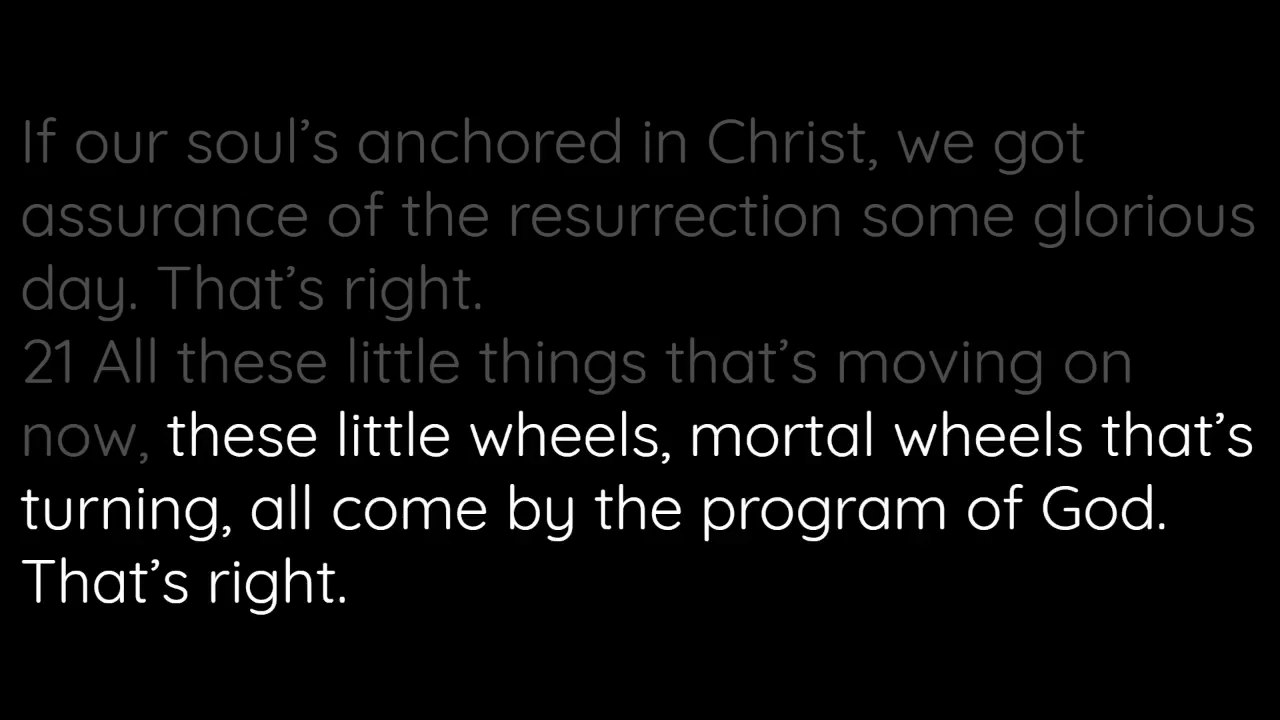 If our soul’s anchored in Christ, we got
assurance of the resurrection some glorious
day. That’s right.
21 All these little things that’s moving on
now, these little wheels, mortal wheels that’s
turning, all come by the program of God.
That’s right.